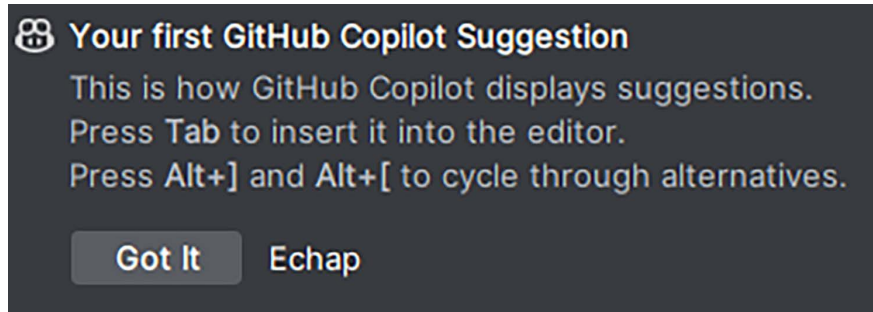 Your first GitHub Copilot Suggestion
This is how GitHub Copilot displays suggestions.
Press Tab to insert it into the editor.
Press Alt+] and Alt+[ to cycle through alternatives.
Got It Echap